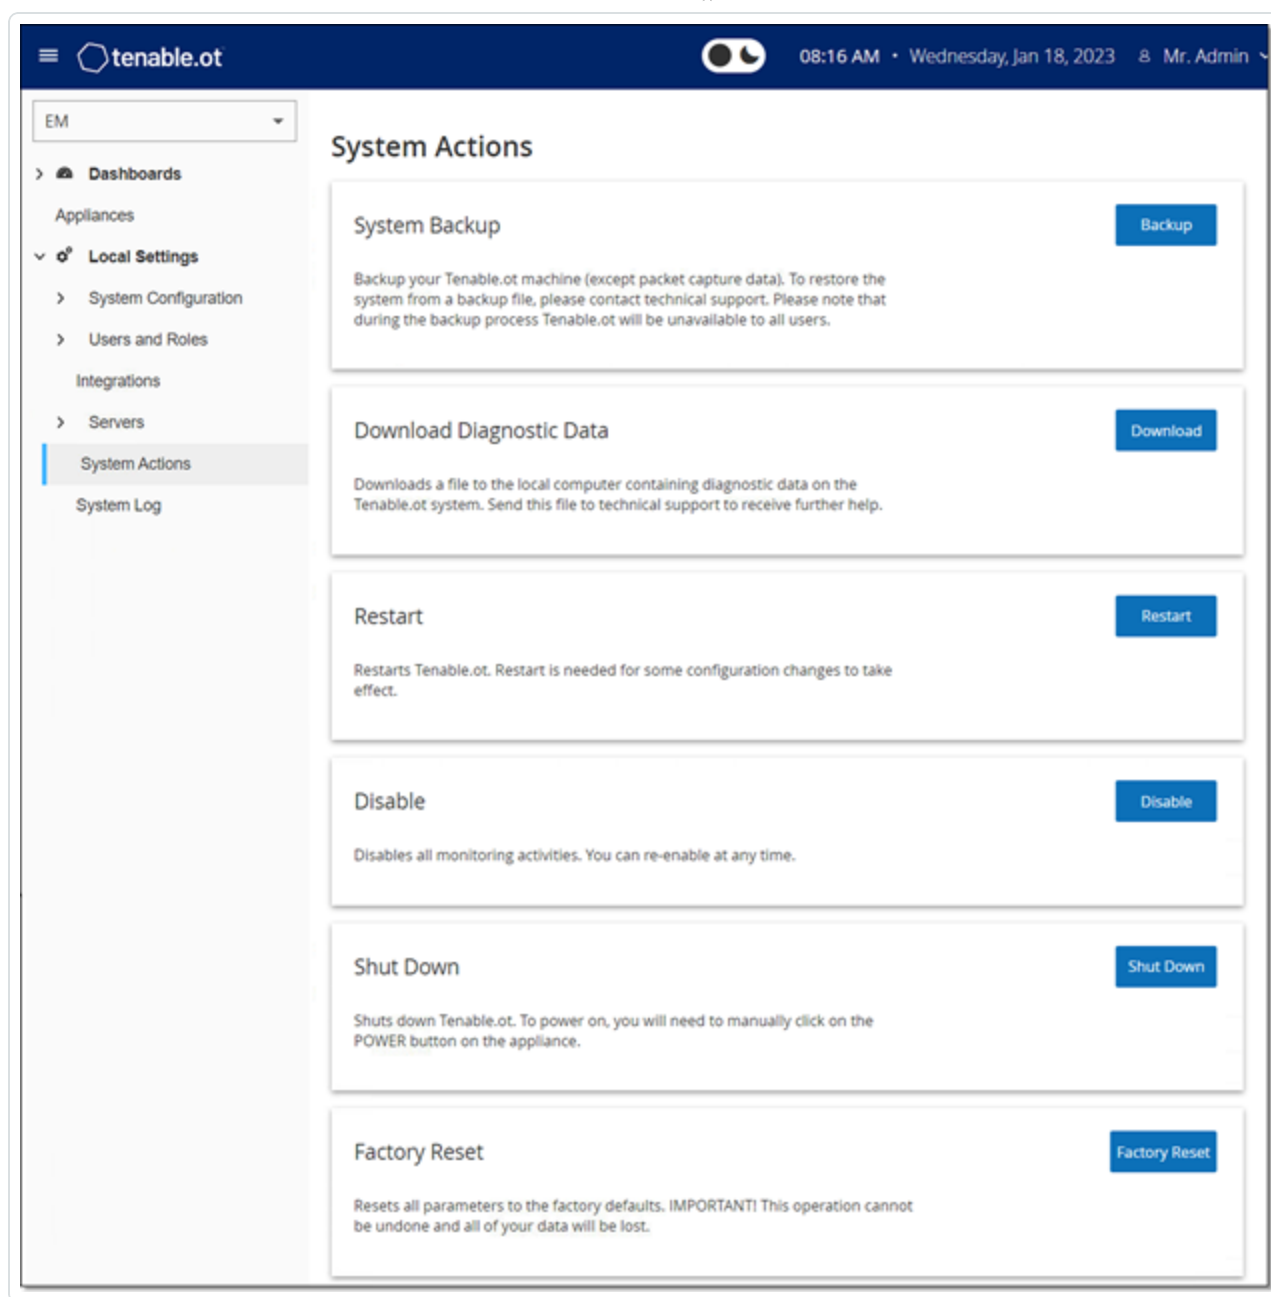 tenable.ot
08:16 AM • Wednesday, Jan 18, 2023 Mr. Admin
EM
Dashboards
Appliances
Local Settings
System Configuration
Users and Roles
Integrations
Servers
System Actions
System Log
System Actions
System Backup
Backup
Backup your Tenable.ot machine (except packet capture data). To restore the
system from a backup file, please contact technical support. Please note that
during the backup process Tenable.ot will be unavailable to all users.
Download Diagnostic Data
Download
Downloads a file to the local computer containing diagnostic data on the
Tenable.ot system. Send this file to technical support to receive further help.
Restart
Restart
Restarts Tenable.ot. Restart is needed for some configuration changes to take
effect.
Disable
Disable
Disables all monitoring activities. You can re-enable at any time.
Shut Down
Shut Down
Shuts down Tenable.ot. To power on, you will need to manually click on the
POWER button on the appliance.
Factory Reset
Factory Reset
Resets all parameters to the factory defaults. IMPORTANT! This operation cannot
be undone and all of your data will be lost.